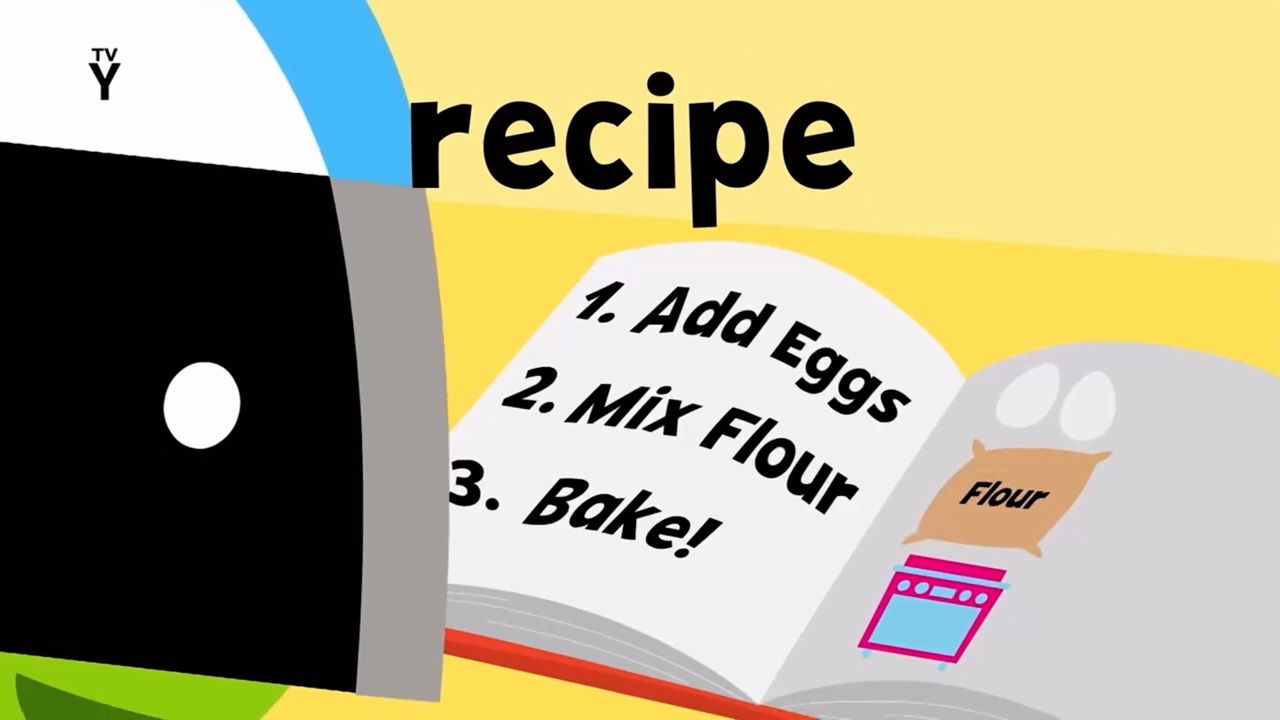 TV
Y
recipe
1. Add Eggs
2. Mix Flour
3. Bake!
Flour